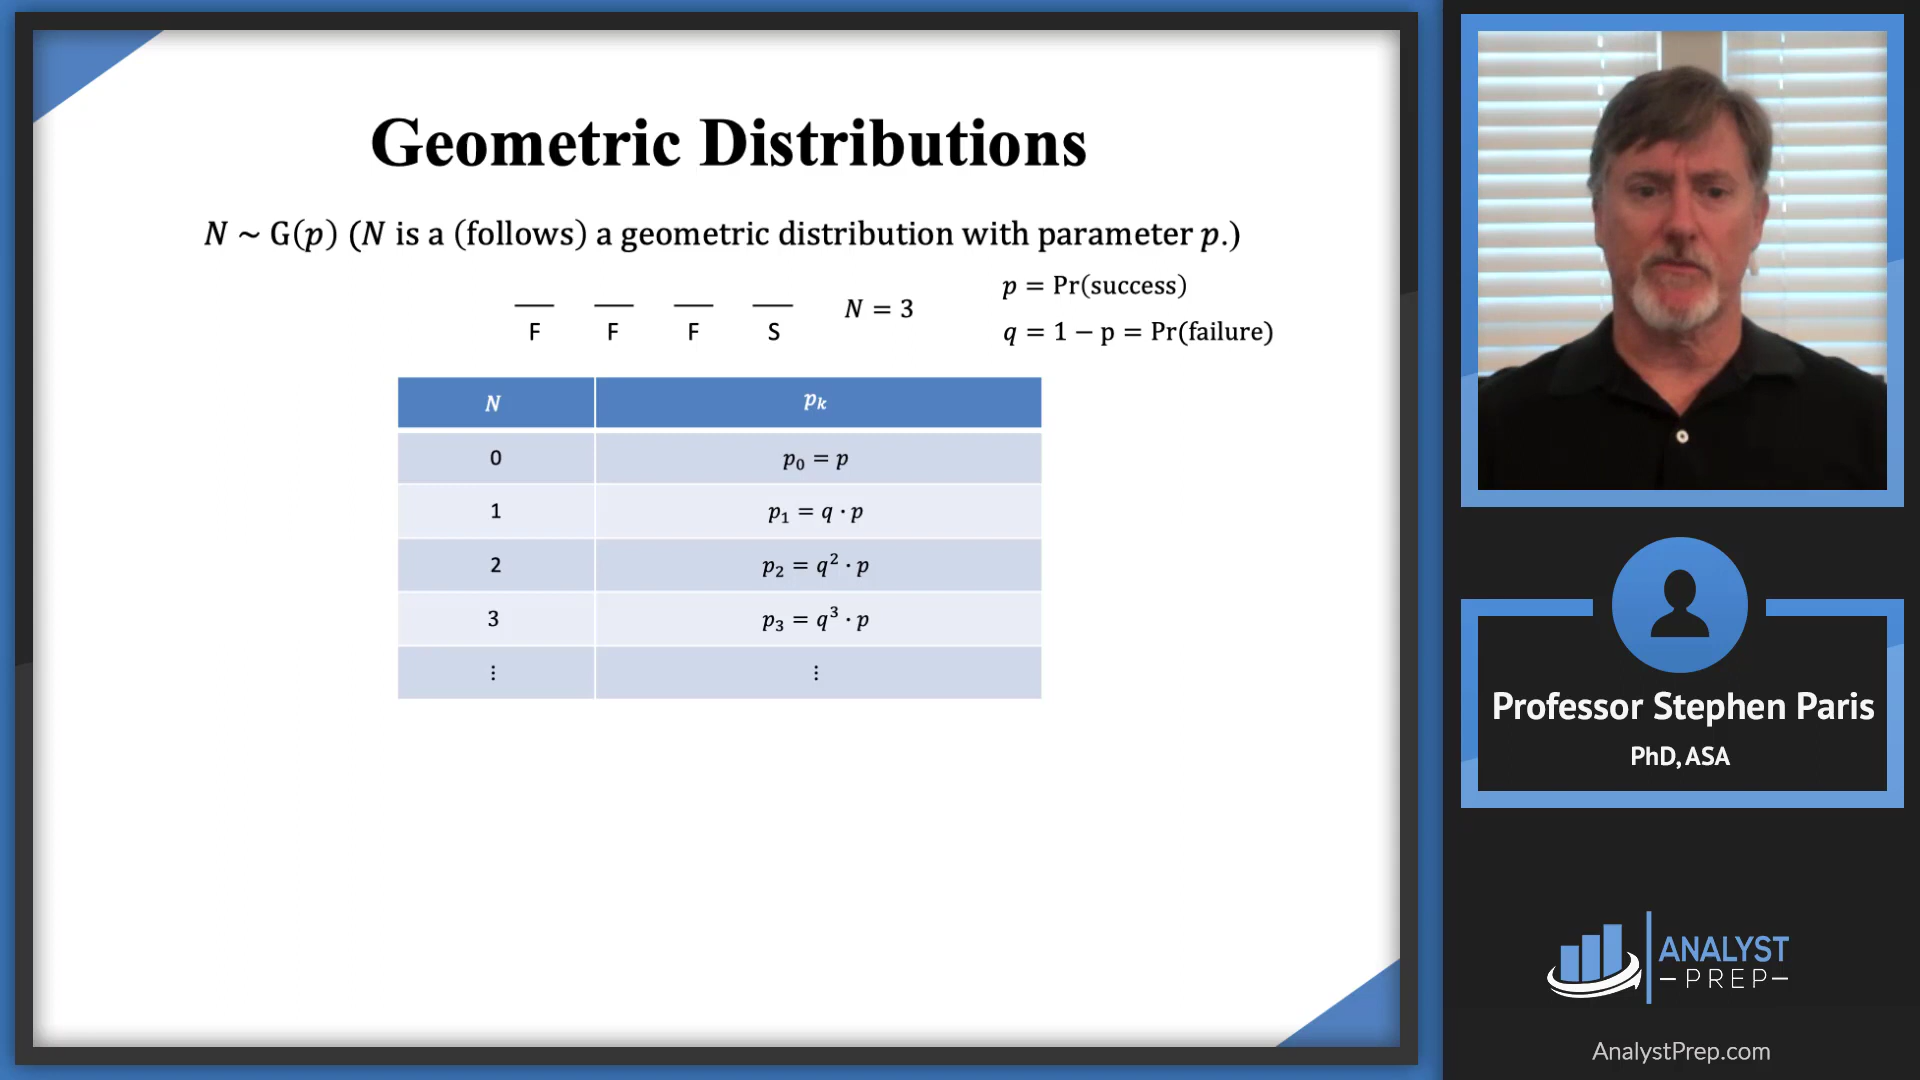 Geometric Distributions
N ~ G(p) (N is a (follows) a geometric distribution with parameter p.)
F F F S N = 3
p = Pr(success)
q = 1 − p = Pr(failure)
N pₖ
0 p₀ = p
1 p₁ = q · p
2 p₂ = q² · p
3 p₃ = q³ · p
⋮ ⋮
Professor Stephen Paris
PhD, ASA
ANALYST
PREP
AnalystPrep.com